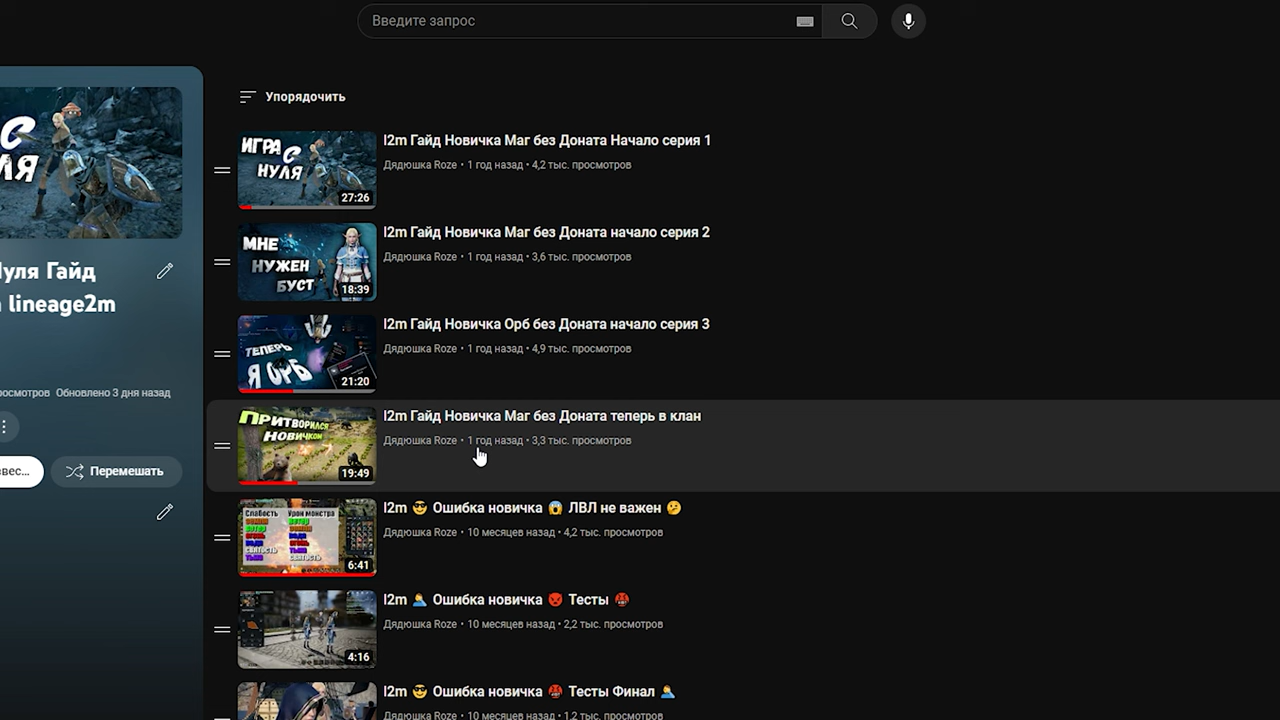 Введите запрос
Упорядочить
ИГРА С НУЛЯ
27:26
l2m Гайд Новичка Маг без Доната Начало серия 1
Дядюшка Roze • 1 год назад • 4,2 тыс. просмотров
МНЕ НУЖЕН БУСТ
18:39
l2m Гайд Новичка Маг без Доната начало серия 2
Дядюшка Roze • 1 год назад • 3,6 тыс. просмотров
ТЕПЕРЬ Я ОРБ
21:20
l2m Гайд Новичка Орб без Доната начало серия 3
Дядюшка Roze • 1 год назад • 4,9 тыс. просмотров
ПРИТВОРИЛСЯ НОВИЧКОМ
19:49
l2m Гайд Новичка Маг без Доната теперь в клан
Дядюшка Roze • 1 год назад • 3,3 тыс. просмотров
Слабость Урон монстра
6:41
l2m 😎 Ошибка новичка 😱 ЛВЛ не важен 🤔
Дядюшка Roze • 10 месяцев назад • 4,2 тыс. просмотров
4:16
l2m 🤦‍♂️ Ошибка новичка 😡 Тесты 🤬
Дядюшка Roze • 10 месяцев назад • 2,2 тыс. просмотров
l2m 😎 Ошибка новичка 🤬 Тесты Финал 🤦‍♂️
Дядюшка Roze • 10 месяцев назад • 1,2 тыс. просмотров
С
ЛЯ
Нуля Гайд
lineage2m
росмотров Обновлено 3 дня назад
звес...
Перемешать